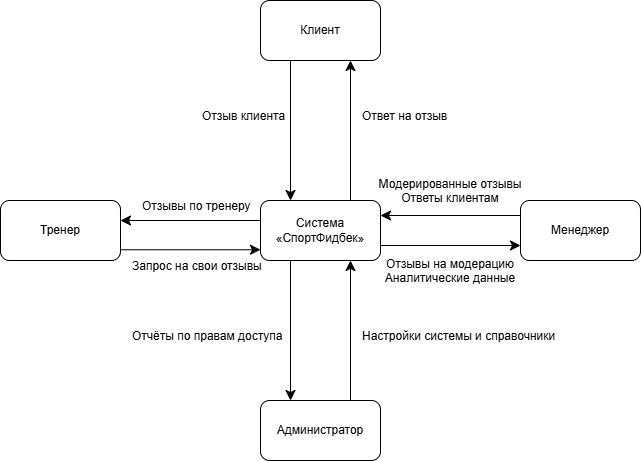 Клиент
Отзыв клиента
Ответ на отзыв
Модерированные отзывы
Ответы клиентам
Отзывы по тренеру
Тренер
Система
«СпортФидбек»
Менеджер
Запрос на свои отзывы
Отзывы на модерацию
Аналитические данные
Отчёты по правам доступа
Настройки системы и справочники
Администратор